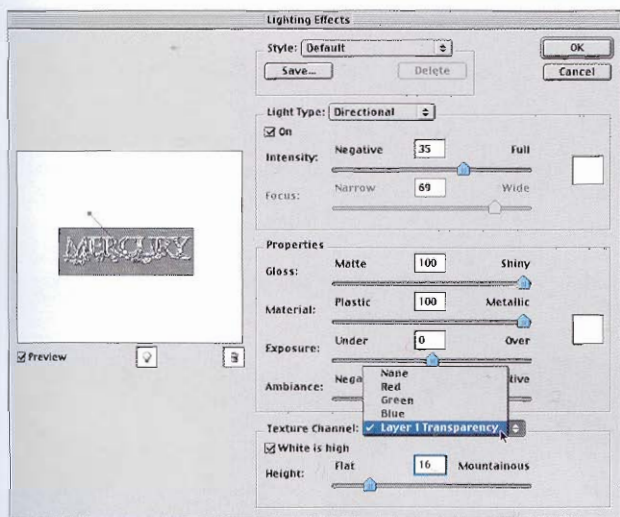 Lighting Effects
Style: Default
OK
Save...
Delete
Cancel
Light Type: Directional
On
Intensity: Negative 35 Full
Focus: Narrow 69 Wide
MERCURY
Properties
Gloss: Matte 100 Shiny
Material: Plastic 100 Metallic
Exposure: Under 0 Over
Preview
Ambiance: Nega tive
None
Red
Green
Blue
Texture Channel: ✓ Layer 1 Transparency
White is high
Height: Flat 16 Mountainous